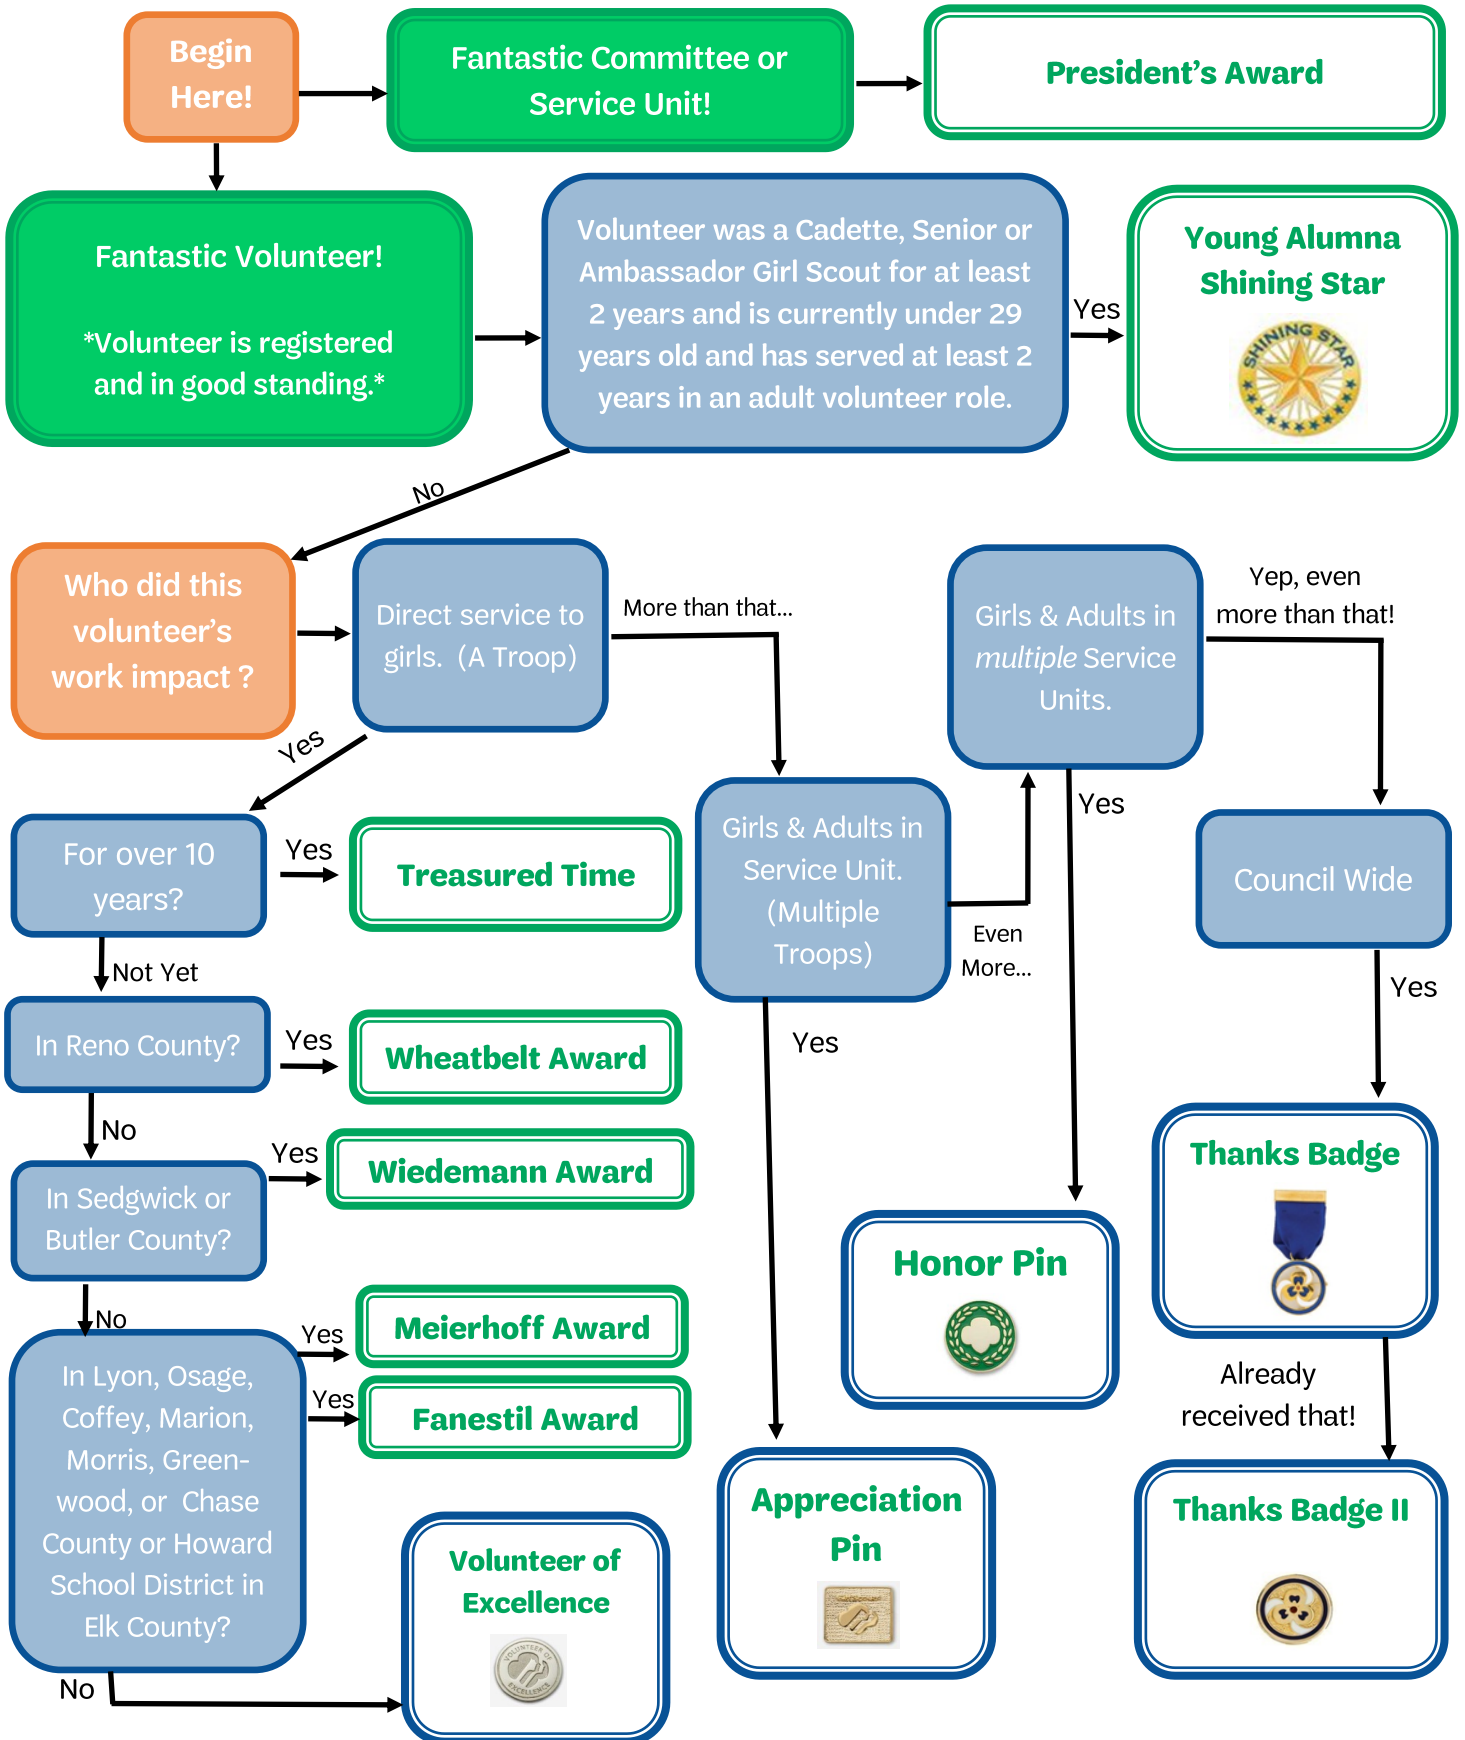 Begin
Here!
Fantastic Committee or
Service Unit!
President's Award
Fantastic Volunteer!
*Volunteer is registered
and in good standing.*
Volunteer was a Cadette, Senior or
Ambassador Girl Scout for at least
2 years and is currently under 29
years old and has served at least 2
years in an adult volunteer role.
Yes
Young Alumna
Shining Star
SHINING STAR
No
Who did this
volunteer's
work impact ?
Direct service to
girls. (A Troop)
More than that...
Girls & Adults in
multiple Service
Units.
Yep, even
more than that!
Yes
For over 10
years?
Yes
Treasured Time
Girls & Adults in
Service Unit.
(Multiple
Troops)
Even
More...
Yes
Council Wide
Not Yet
Yes
In Reno County?
Yes
Wheatbelt Award
Yes
No
In Sedgwick or
Butler County?
Yes
Wiedemann Award
Thanks Badge
Honor Pin
No
In Lyon, Osage,
Coffey, Marion,
Morris, Green-
wood, or Chase
County or Howard
School District in
Elk County?
Yes
Meierhoff Award
Yes
Fanestil Award
Already
received that!
Appreciation
Pin
Thanks Badge II
Volunteer of
Excellence
VOLUNTEER OF
EXCELLENCE
No